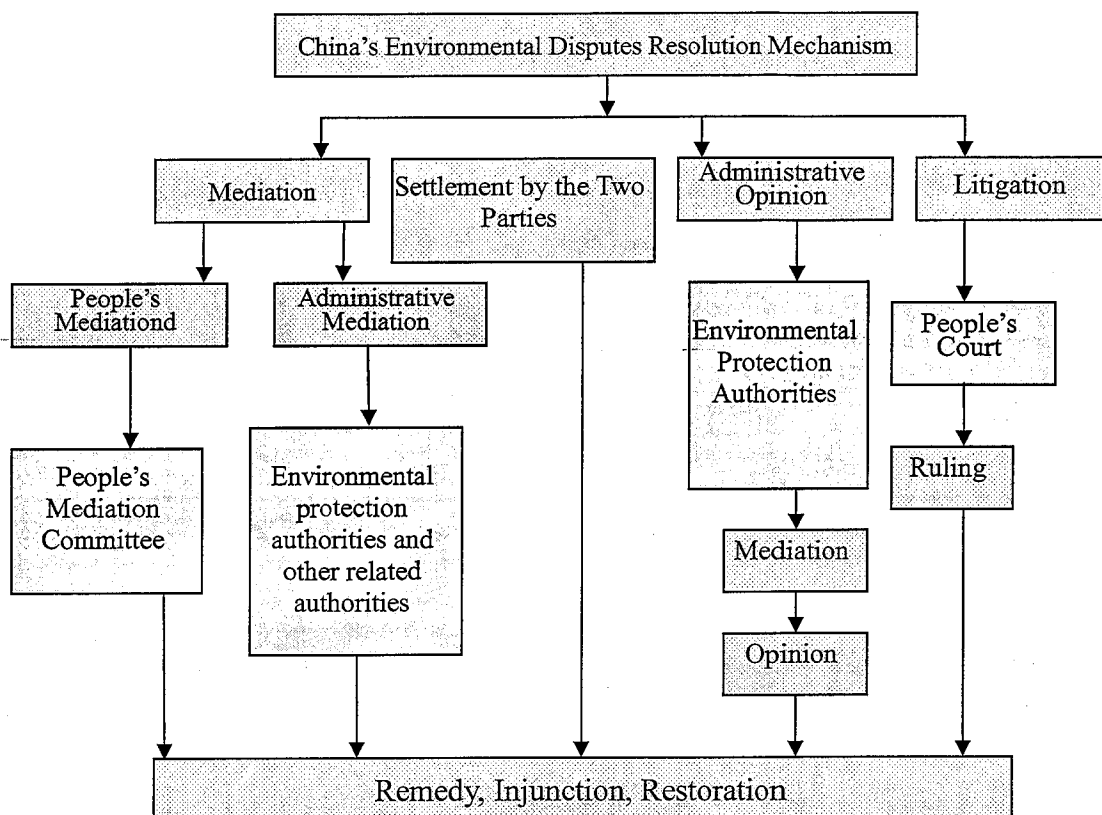 China's Environmental Disputes Resolution Mechanism
Mediation
Settlement by the Two
Parties
Administrative
Opinion
Litigation
People's
Mediationd
Administrative
Mediation
Environmental
Protection
Authorities
People's
Court
People's
Mediation
Committee
Environmental
protection
authorities and
other related
authorities
Ruling
Mediation
Opinion
Remedy, Injunction, Restoration